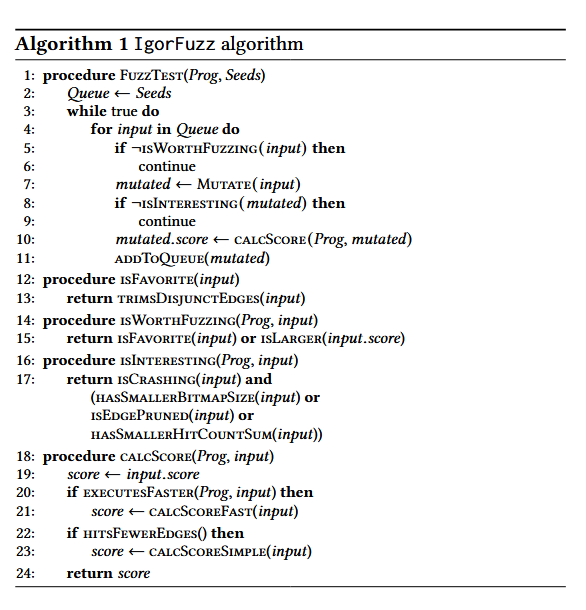 Algorithm 1 IgorFuzz algorithm
1: procedure FuzzTest(Prog, Seeds)
2: Queue ← Seeds
3: while true do
4: for input in Queue do
5: if ¬isWorthFuzzing(input) then
6: continue
7: mutated ← Mutate(input)
8: if ¬isInteresting(mutated) then
9: continue
10: mutated.score ← calcScore(Prog, mutated)
11: addToQueue(mutated)
12: procedure isFavorite(input)
13: return trimsDisjunctEdges(input)
14: procedure isWorthFuzzing(Prog, input)
15: return isFavorite(input) or isLarger(input.score)
16: procedure isInteresting(Prog, input)
17: return isCrashing(input) and
(hasSmallerBitmapSize(input) or
isEdgePruned(input) or
hasSmallerHitCountSum(input))
18: procedure calcScore(Prog, input)
19: score ← input.score
20: if executesFaster(Prog, input) then
21: score ← calcScoreFast(input)
22: if hitsFewerEdges() then
23: score ← calcScoreSimple(input)
24: return score